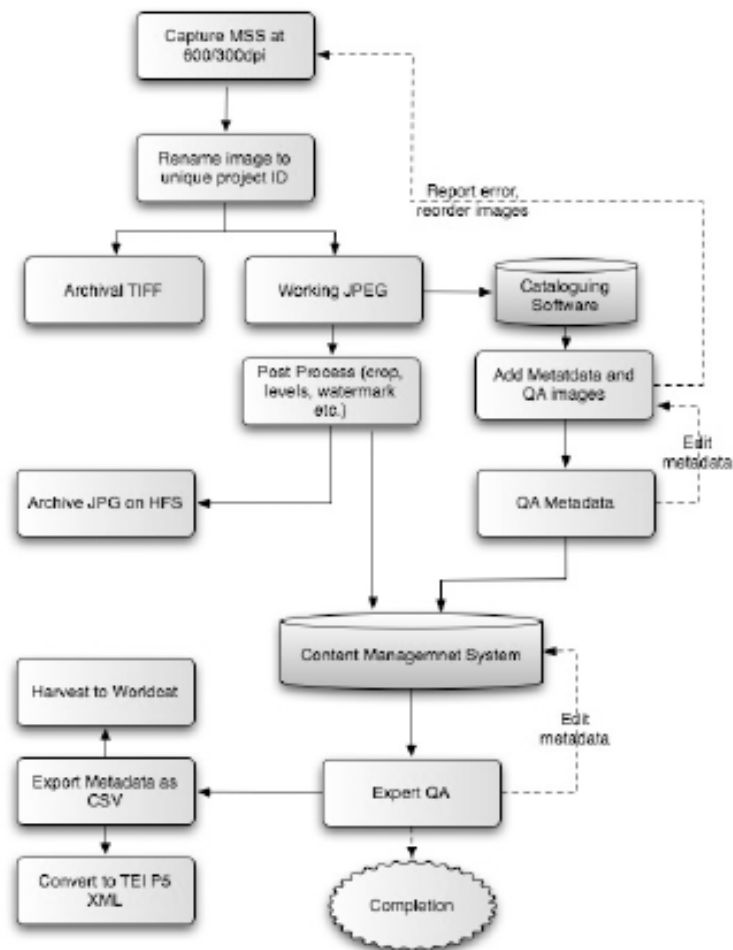 Capture MSS at
600/300dpi
Rename image to
unique project ID
Report error,
reorder images
Archival TIFF
Working JPEG
Cataloguing
Software
Post Process (crop,
levels, watermark
etc.)
Add Metatdata and
QA images
Edit
metadata
Archive JPG on HFS
QA Metadata
Content Managemnet System
Harvest to Worldcat
Edit
metadata
Export Metadata as
CSV
Expert QA
Convert to TEI P5
XML
Completion